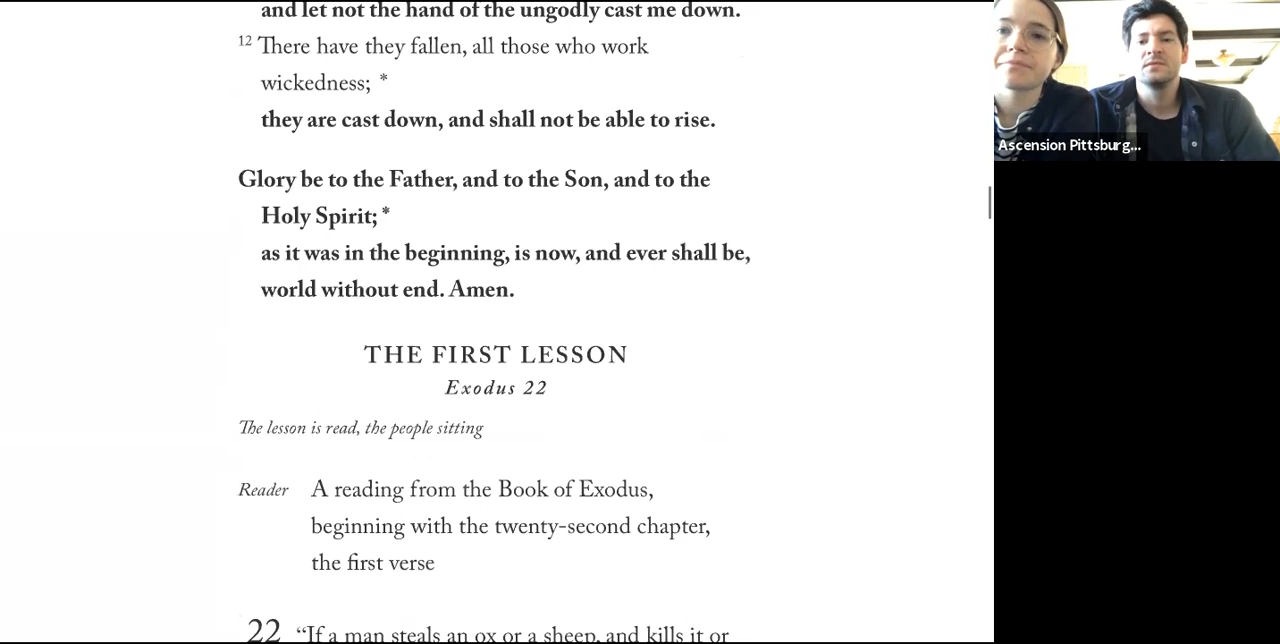 and let not the hand of the ungodly cast me down.
12 There have they fallen, all those who work
wickedness; *
they are cast down, and shall not be able to rise.
Glory be to the Father, and to the Son, and to the
Holy Spirit; *
as it was in the beginning, is now, and ever shall be,
world without end. Amen.
THE FIRST LESSON
Exodus 22
The lesson is read, the people sitting
Reader A reading from the Book of Exodus,
beginning with the twenty-second chapter,
the first verse
22 “If a man steals an ox or a sheep, and kills it or
Ascension Pittsburg...